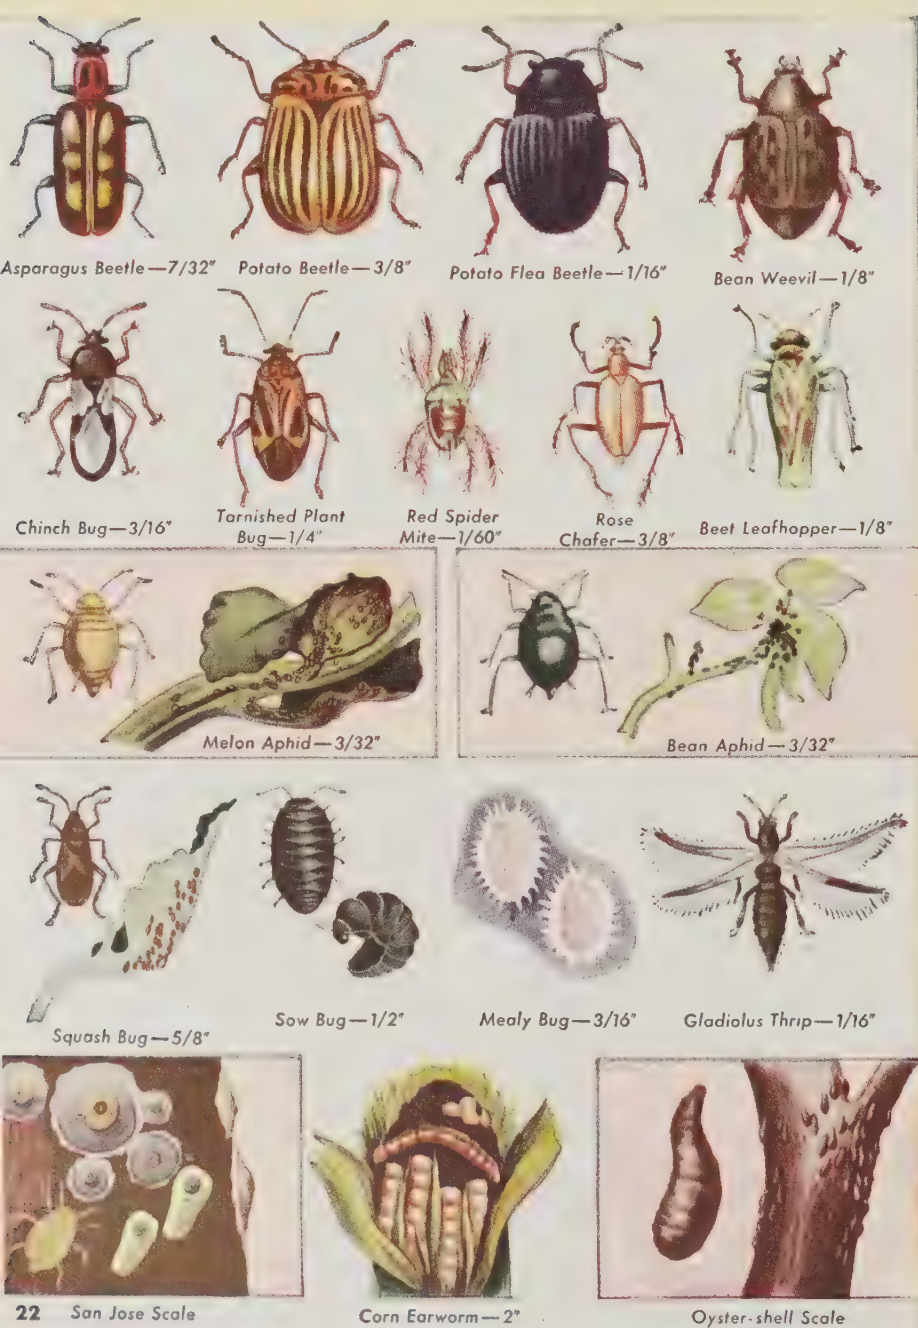 Asparagus Beetle—7/32"
Potato Beetle—3/8"
Potato Flea Beetle—1/16"
Bean Weevil—1/8"
Chinch Bug—3/16"
Tarnished Plant
Bug—1/4"
Red Spider
Mite—1/60"
Rose
Chafer—3/8"
Beet Leafhopper—1/8"
Melon Aphid—3/32"
Bean Aphid—3/32"
Squash Bug—5/8"
Sow Bug—1/2"
Mealy Bug—3/16"
Gladiolus Thrip—1/16"
22 San Jose Scale
Corn Earworm—2"
Oyster-shell Scale